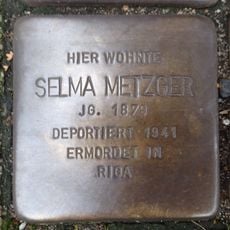 HIER WOHNTE
SELMA METZGER
JG. 1879
DEPORTIERT 1941
ERMORDET IN
RIGA